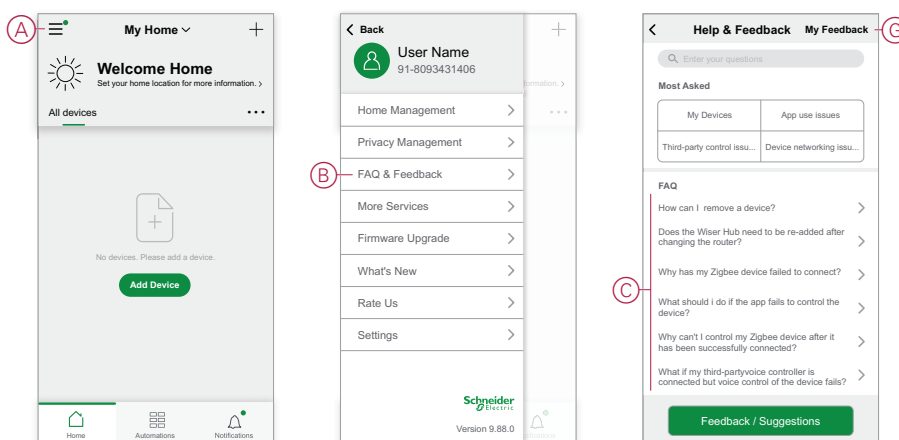 A
My Home
Welcome Home
Set your home location for more information. >
All devices
No devices. Please add a device.
Add Device
Home
Automations
Notifications
Back
User Name
91-8093431406
Home Management
Privacy Management
B
FAQ & Feedback
More Services
Firmware Upgrade
What's New
Rate Us
Settings
Schneider
Electric
Version 9.88.0
Help & Feedback
My Feedback
G
Enter your questions
Most Asked
My Devices
App use issues
Third-party control issu...
Device networking issu...
FAQ
C
How can I remove a device?
Does the Wiser Hub need to be re-added after
changing the router?
Why has my Zigbee device failed to connect?
What should i do if the app fails to control the
device?
Why can't I control my Zigbee device after it
has been successfully connected?
What if my third-partyvoice controller is
connected but voice control of the device fails?
Feedback / Suggestions